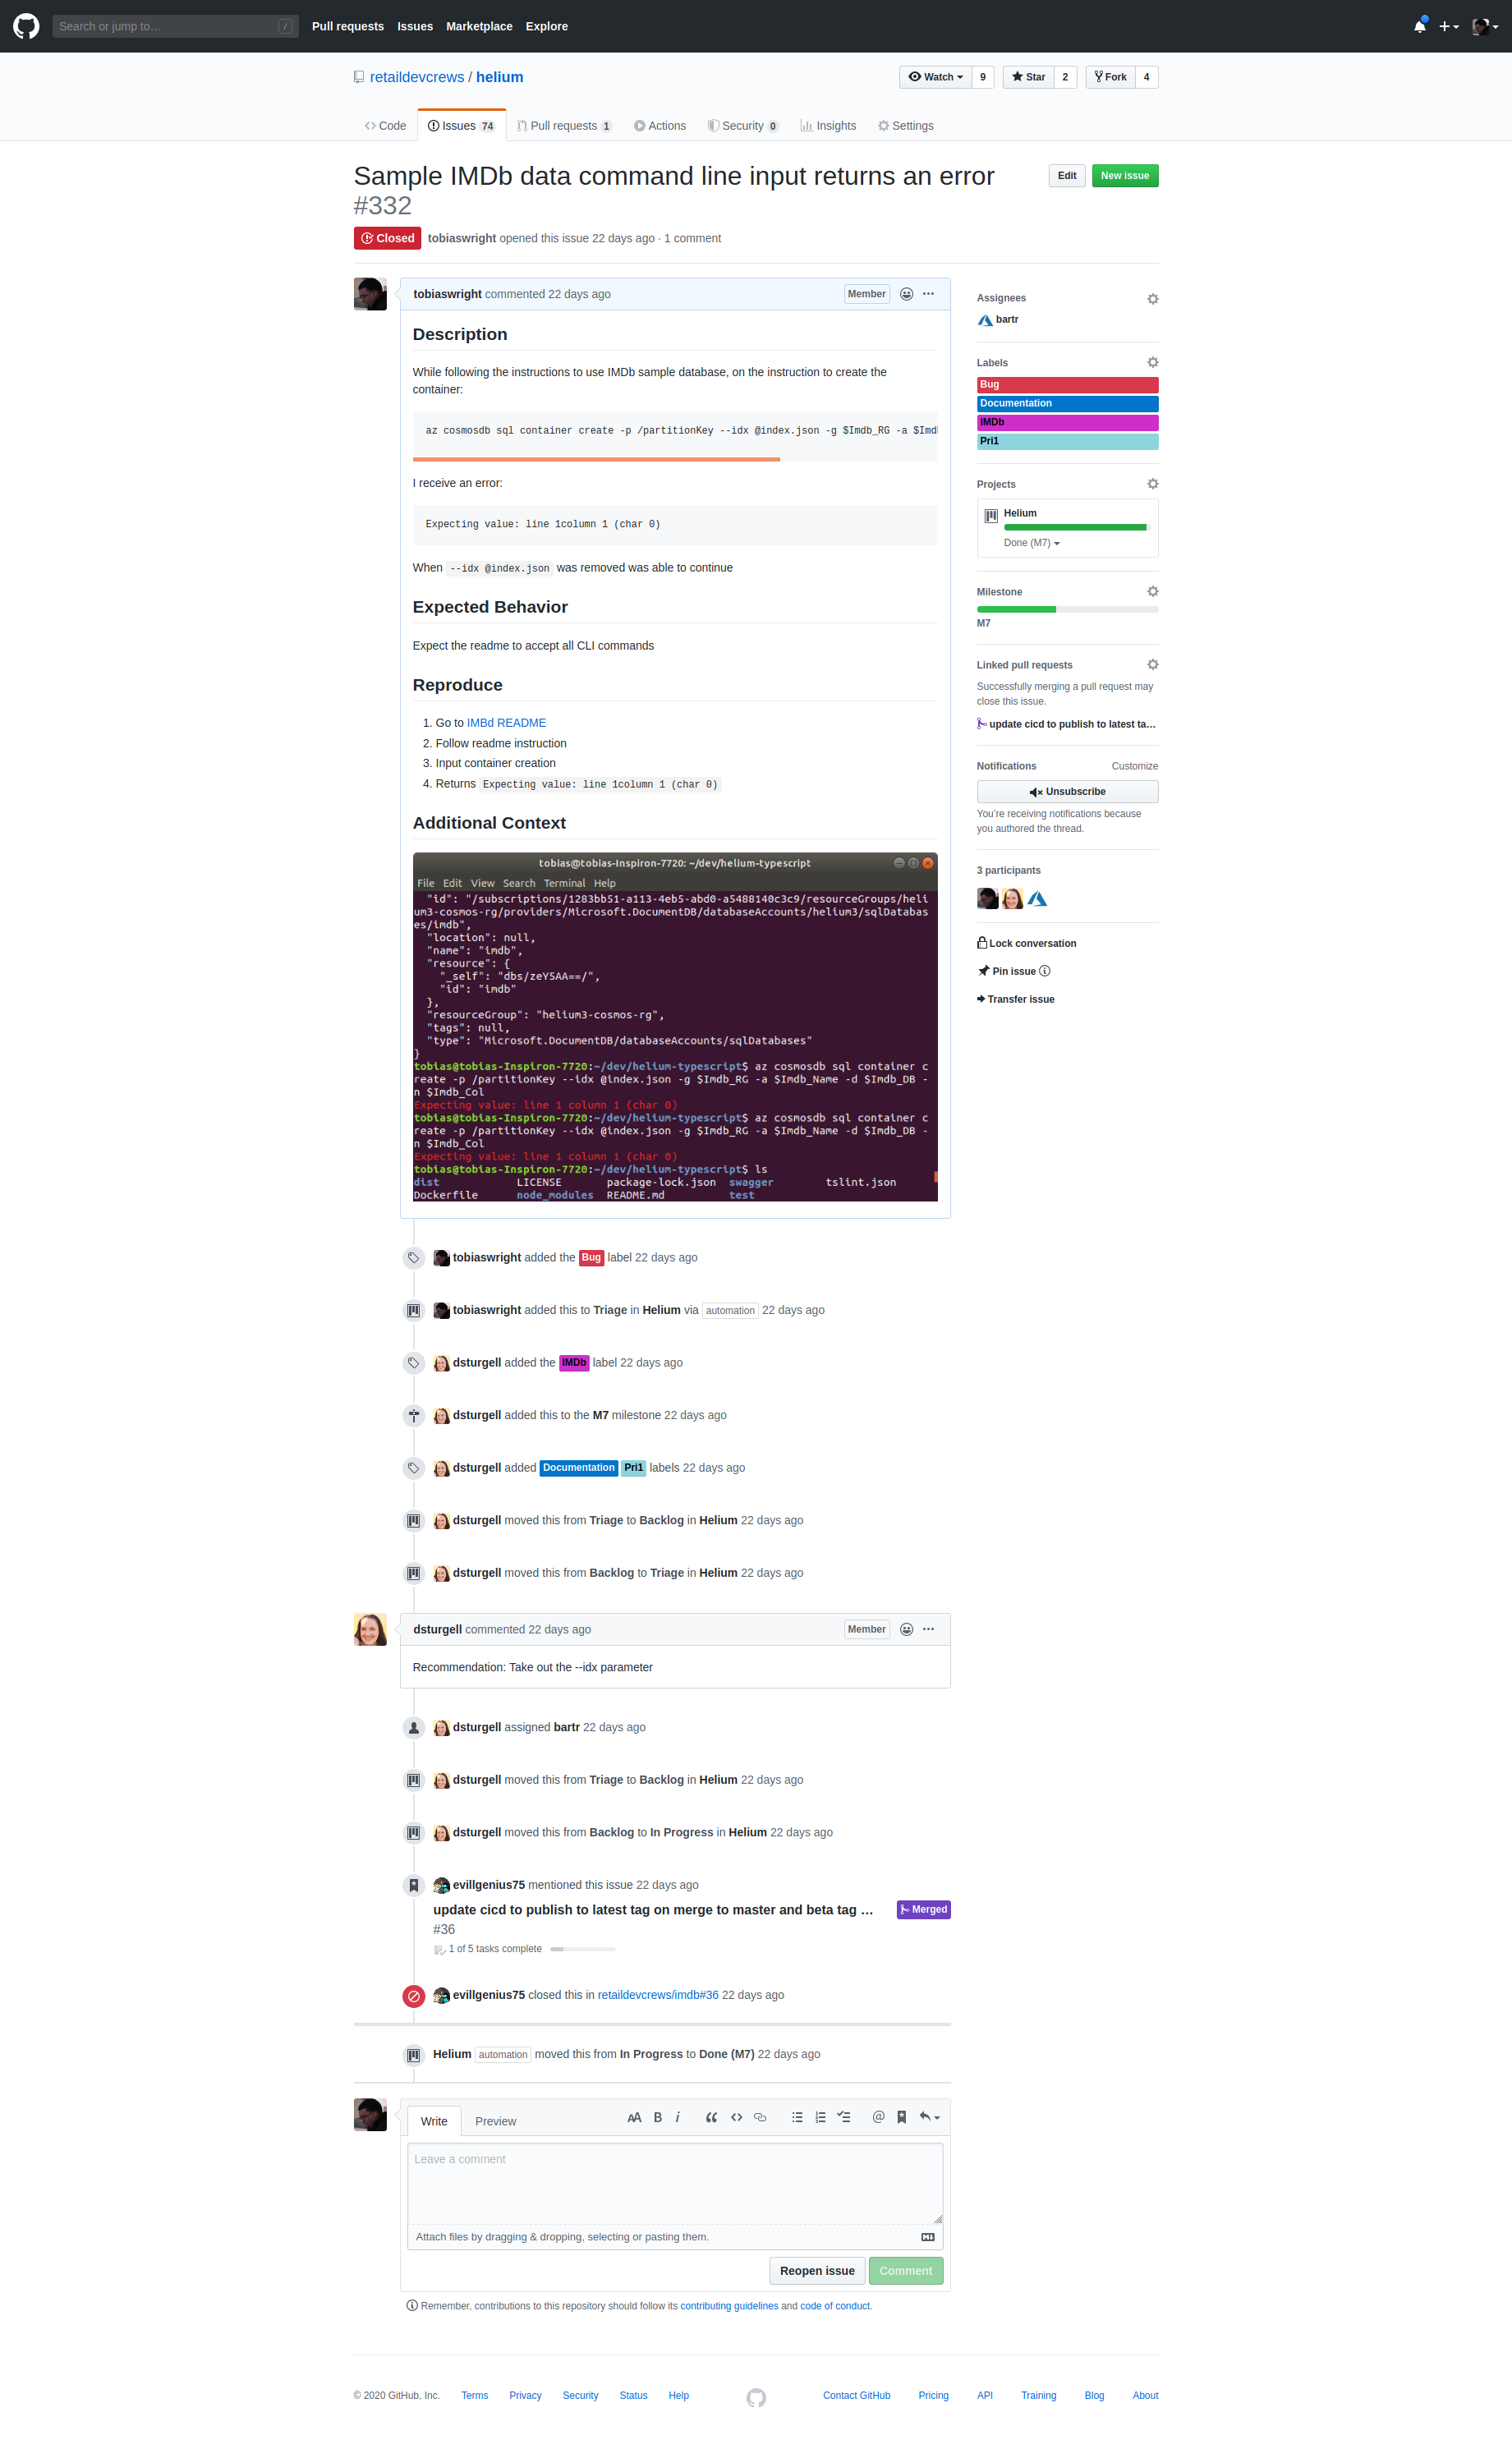 Search or jump to…
/
Pull requests
Issues
Marketplace
Explore
retaildevcrews / helium
Watch
9
Star
2
Fork
4
Code
Issues 74
Pull requests 1
Actions
Security 0
Insights
Settings
Sample IMDb data command line input returns an error
#332
Edit
New issue
Closed
tobiaswright opened this issue 22 days ago · 1 comment
tobiaswright commented 22 days ago
Member
Description
While following the instructions to use IMDb sample database, on the instruction to create the
container:
az cosmosdb sql container create -p /partitionKey --idx @index.json -g $Imdb_RG -a $Imd
I receive an error:
Expecting value: line 1column 1 (char 0)
When --idx @index.json was removed was able to continue
Expected Behavior
Expect the readme to accept all CLI commands
Reproduce
1. Go to IMBd README
2. Follow readme instruction
3. Input container creation
4. Returns Expecting value: line 1column 1 (char 0)
Additional Context
tobias@tobias-Inspiron-7720: ~/dev/helium-typescript
File Edit View Search Terminal Help
"id": "/subscriptions/1283bb51-a113-4eb5-abd0-a5488140c3c9/resourceGroups/heli
um3-cosmos-rg/providers/Microsoft.DocumentDB/databaseAccounts/helium3/sqlDatabas
es/imdb",
"location": null,
"name": "imdb",
"resource": {
"_self": "dbs/zeY5AA==/",
"id": "imdb"
},
"resourceGroup": "helium3-cosmos-rg",
"tags": null,
"type": "Microsoft.DocumentDB/databaseAccounts/sqlDatabases"
}
tobias@tobias-Inspiron-7720:~/dev/helium-typescript$ az cosmosdb sql container c
reate -p /partitionKey --idx @index.json -g $Imdb_RG -a $Imdb_Name -d $Imdb_DB -
n $Imdb_Col
Expecting value: line 1 column 1 (char 0)
tobias@tobias-Inspiron-7720:~/dev/helium-typescript$ az cosmosdb sql container c
reate -p /partitionKey --idx @index.json -g $Imdb_RG -a $Imdb_Name -d $Imdb_DB -
n $Imdb_Col
Expecting value: line 1 column 1 (char 0)
tobias@tobias-Inspiron-7720:~/dev/helium-typescript$ ls
dist LICENSE package-lock.json swagger tslint.json
Dockerfile node_modules README.md test
tobiaswright added the Bug label 22 days ago
tobiaswright added this to Triage in Helium via automation 22 days ago
dsturgell added the IMDb label 22 days ago
dsturgell added this to the M7 milestone 22 days ago
dsturgell added Documentation Pri1 labels 22 days ago
dsturgell moved this from Triage to Backlog in Helium 22 days ago
dsturgell moved this from Backlog to Triage in Helium 22 days ago
dsturgell commented 22 days ago
Member
Recommendation: Take out the --idx parameter
dsturgell assigned bartr 22 days ago
dsturgell moved this from Triage to Backlog in Helium 22 days ago
dsturgell moved this from Backlog to In Progress in Helium 22 days ago
evillgenius75 mentioned this issue 22 days ago
update cicd to publish to latest tag on merge to master and beta tag …
#36
Merged
1 of 5 tasks complete
evillgenius75 closed this in retaildevcrews/imdb#36 22 days ago
Helium automation moved this from In Progress to Done (M7) 22 days ago
Write
Preview
Leave a comment
Attach files by dragging & dropping, selecting or pasting them.
Reopen issue
Comment
Remember, contributions to this repository should follow its contributing guidelines and code of conduct.
Assignees
bartr
Labels
Bug
Documentation
IMDb
Pri1
Projects
Helium
Done (M7)
Milestone
M7
Linked pull requests
Successfully merging a pull request may
close this issue.
update cicd to publish to latest ta…
Notifications
Customize
Unsubscribe
You're receiving notifications because
you authored the thread.
3 participants
Lock conversation
Pin issue
Transfer issue
© 2020 GitHub, Inc.
Terms
Privacy
Security
Status
Help
Contact GitHub
Pricing
API
Training
Blog
About